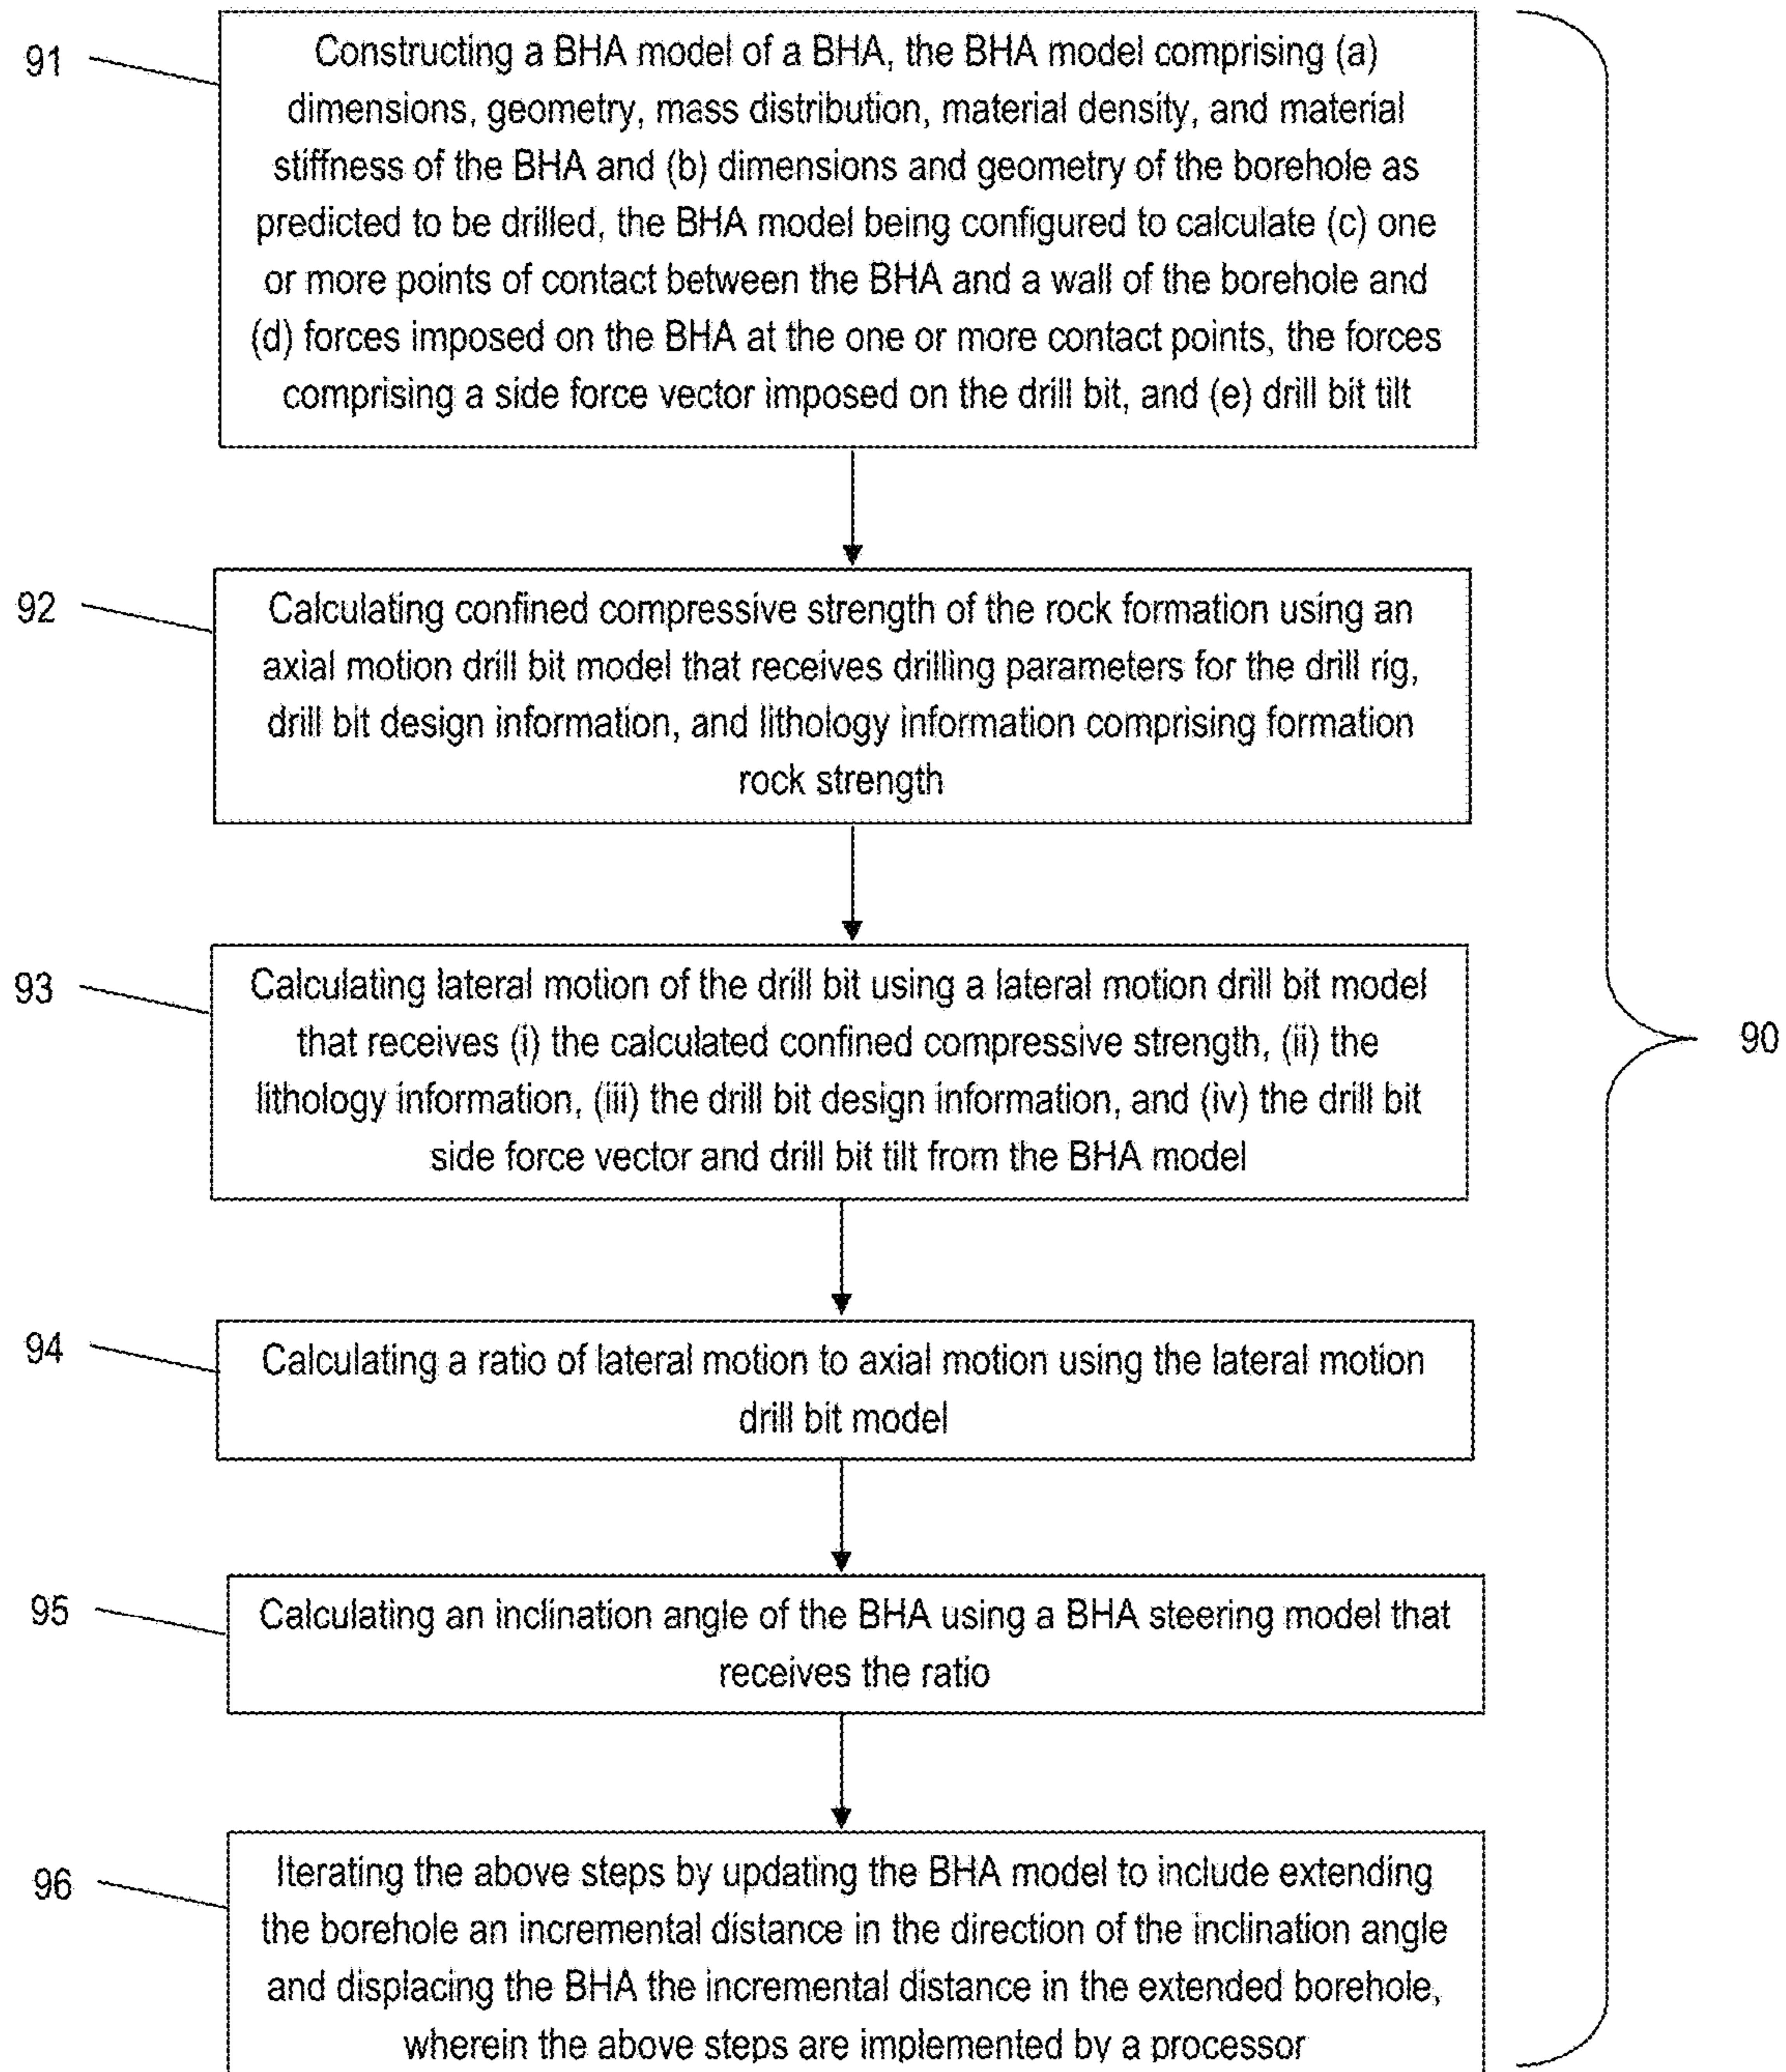 91
Constructing a BHA model of a BHA, the BHA model comprising (a)
dimensions, geometry, mass distribution, material density, and material
stiffness of the BHA and (b) dimensions and geometry of the borehole as
predicted to be drilled, the BHA model being configured to calculate (c) one
or more points of contact between the BHA and a wall of the borehole and
(d) forces imposed on the BHA at the one or more contact points, the forces
comprising a side force vector imposed on the drill bit, and (e) drill bit tilt
92
Calculating confined compressive strength of the rock formation using an
axial motion drill bit model that receives drilling parameters for the drill rig,
drill bit design information, and lithology information comprising formation
rock strength
93
Calculating lateral motion of the drill bit using a lateral motion drill bit model
that receives (i) the calculated confined compressive strength, (ii) the
lithology information, (iii) the drill bit design information, and (iv) the drill bit
side force vector and drill bit tilt from the BHA model
90
94
Calculating a ratio of lateral motion to axial motion using the lateral motion
drill bit model
95
Calculating an inclination angle of the BHA using a BHA steering model that
receives the ratio
96
Iterating the above steps by updating the BHA model to include extending
the borehole an incremental distance in the direction of the inclination angle
and displacing the BHA the incremental distance in the extended borehole,
wherein the above steps are implemented by a processor